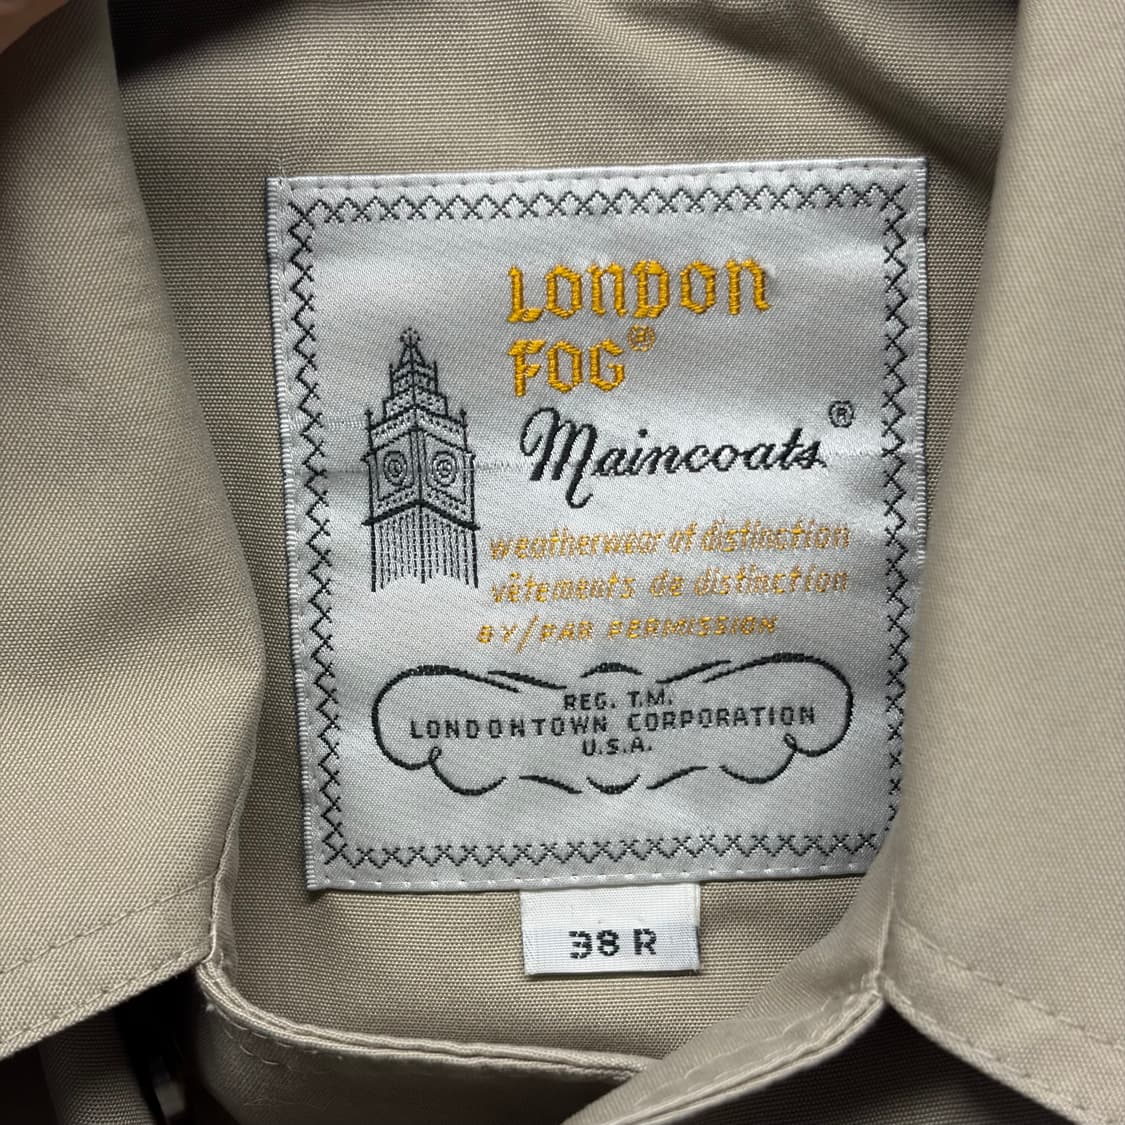 LONDON
FOG®
Maincoats®
weatherwear of distinction
vêtements de distinction
BY/PAR PERMISSION
REG. T.M.
LONDONTOWN CORPORATION
U.S.A.
38 R